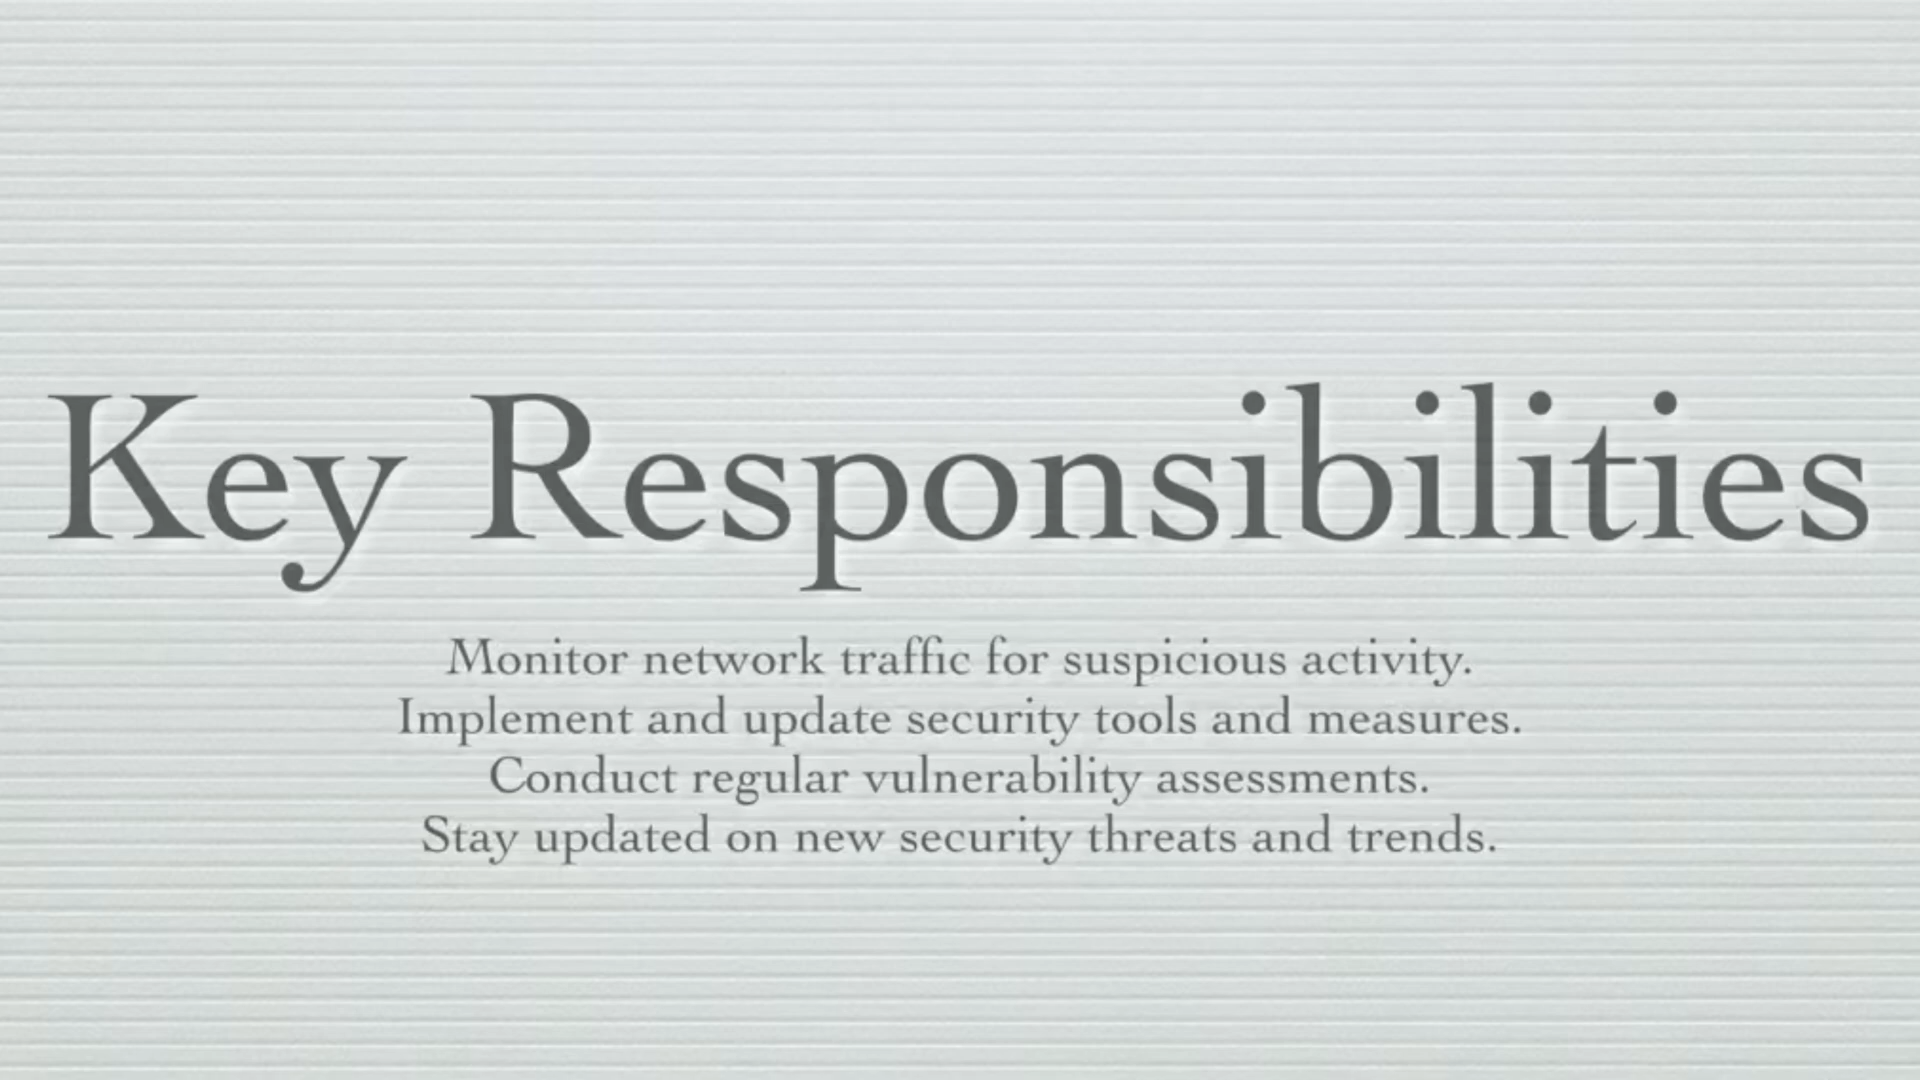 Key Responsibilities
Monitor network traffic for suspicious activity.
Implement and update security tools and measures.
Conduct regular vulnerability assessments.
Stay updated on new security threats and trends.